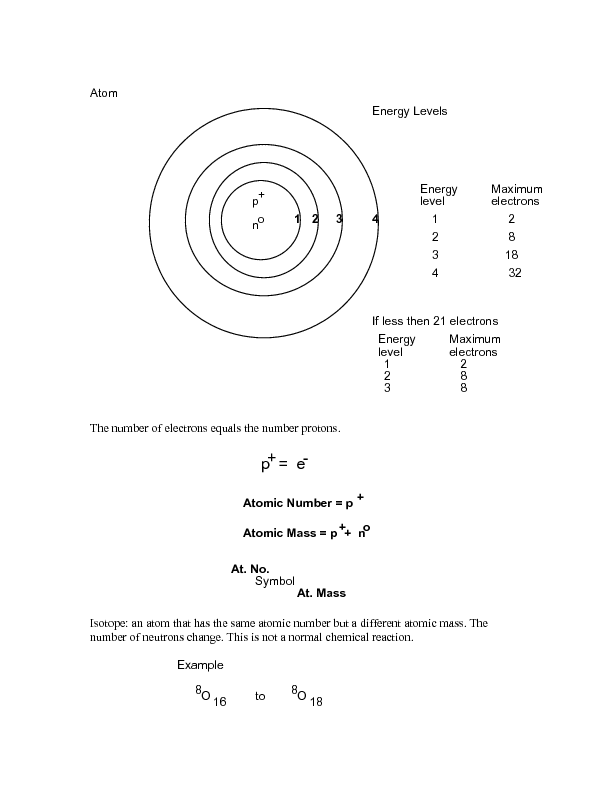 Atom
Energy Levels
p+
no
1 2 3 4
Energy level Maximum electrons
1 2
2 8
3 18
4 32
If less then 21 electrons
Energy level Maximum electrons
1 2
2 8
3 8
The number of electrons equals the number protons.
p+ = e-
Atomic Number = p +
Atomic Mass = p + + no
At. No.
Symbol
At. Mass
Isotope: an atom that has the same atomic number but a different atomic mass. The
number of neutrons change. This is not a normal chemical reaction.
Example
8O 16 to 8O 18